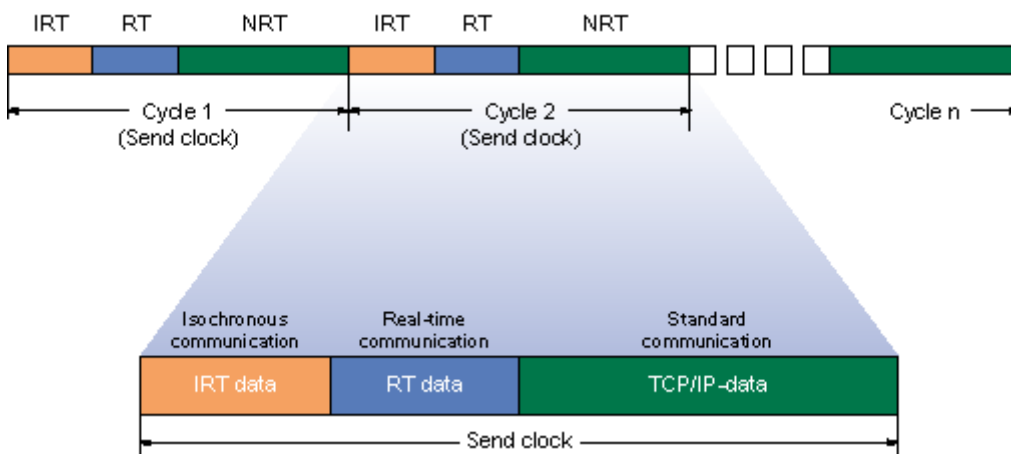 IRT RT NRT IRT RT NRT
Cycle 1
(Send clock)
Cycle 2
(Send clock)
Cycle n
Isochronous
communication
Real-time
communication
Standard
communication
IRT data
RT data
TCP/IP-data
Send clock